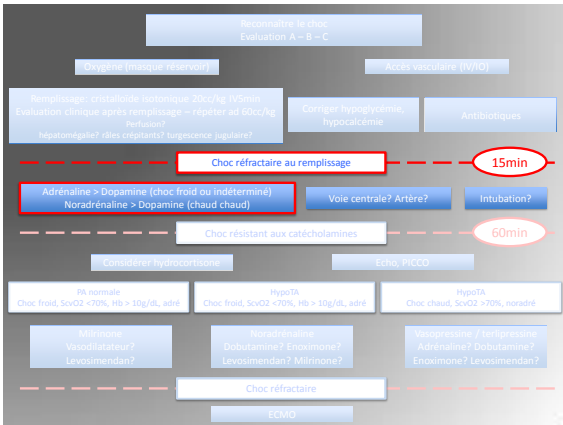 Reconnaître le choc
Evaluation A – B – C
Oxygène (masque réservoir)
Accès vasculaire (IV/IO)
Remplissage: cristalloïde isotonique 20cc/kg IV5min
Evaluation clinique après remplissage – répéter ad 60cc/kg
Perfusion?
hépatomégalie? râles crépitants? turgescence jugulaire?
Corriger hypoglycémie,
hypocalcémie
Antibiotiques
Choc réfractaire au remplissage
15min
Adrénaline > Dopamine (choc froid ou indéterminé)
Noradrénaline > Dopamine (chaud chaud)
Voie centrale? Artère?
Intubation?
Choc résistant aux catécholamines
60min
Considérer hydrocortisone
Echo, PICCO
PA normale
Choc froid, ScvO2 <70%, Hb > 10g/dL, adré
HypoTA
Choc froid, ScvO2 <70%, Hb > 10g/dL, adré
HypoTA
Choc chaud, ScvO2 >70%, noradré
Milrinone
Vasodilatateur?
Levosimendan?
Noradrénaline
Dobutamine? Enoximone?
Levosimendan? Milrinone?
Vasopressine / terlipressine
Adrénaline? Dobutamine?
Enoximone? Levosimendan?
Choc réfractaire
ECMO